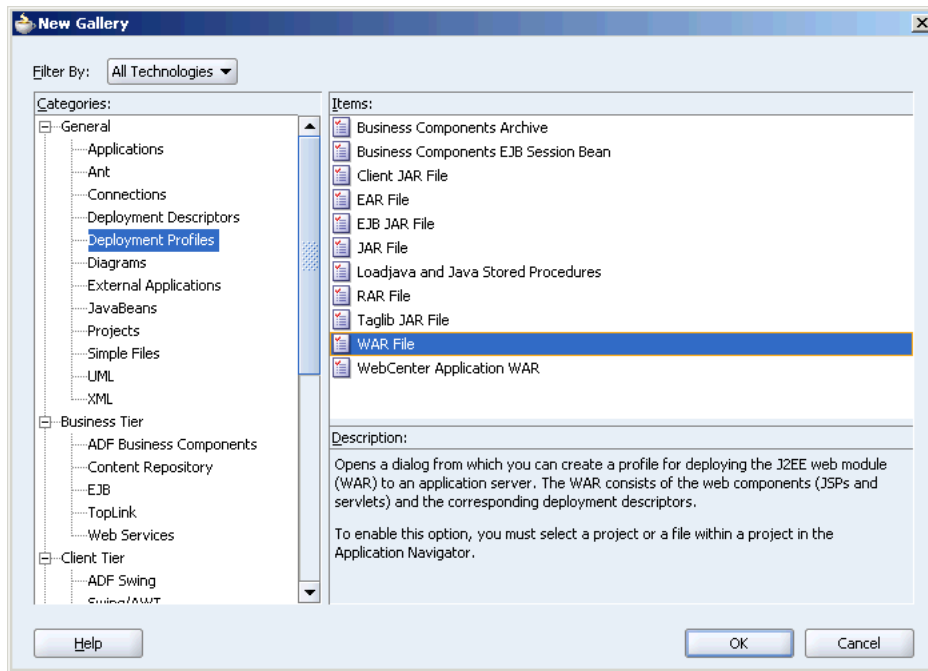 New Gallery
Filter By: All Technologies
Categories:
General
Applications
Ant
Connections
Deployment Descriptors
Deployment Profiles
Diagrams
External Applications
JavaBeans
Projects
Simple Files
UML
XML
Business Tier
ADF Business Components
Content Repository
EJB
TopLink
Web Services
Client Tier
ADF Swing
Swing/AWT
Items:
Business Components Archive
Business Components EJB Session Bean
Client JAR File
EAR File
EJB JAR File
JAR File
Loadjava and Java Stored Procedures
RAR File
Taglib JAR File
WAR File
WebCenter Application WAR
Description:
Opens a dialog from which you can create a profile for deploying the J2EE web module
(WAR) to an application server. The WAR consists of the web components (JSPs and
servlets) and the corresponding deployment descriptors.
To enable this option, you must select a project or a file within a project in the
Application Navigator.
Help
OK
Cancel